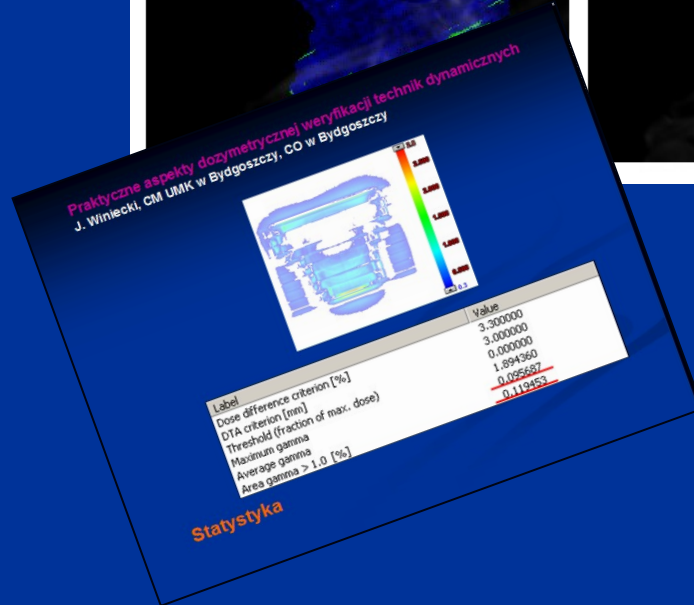 Praktyczne aspekty dozymetrycznej weryfikacji technik dynamicznych
J. Winiecki, CM UMK w Bydgoszczy, CO w Bydgoszczy
Label Value
Dose difference criterion [%] 3.300000
DTA criterion [mm] 3.000000
Threshold (fraction of max. dose) 0.000000
Maximum gamma 1.894360
Average gamma 0.095687
Area gamma > 1.0 [%] 0.119453
Statystyka